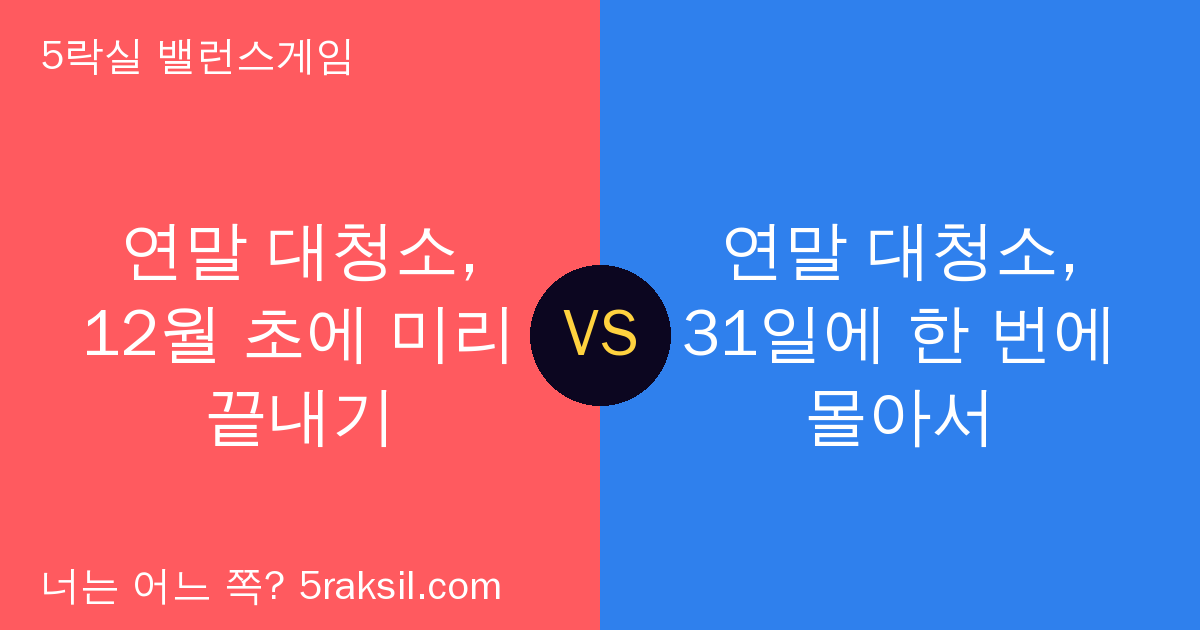 5락실 밸런스게임
연말 대청소,
12월 초에 미리
끝내기
VS
연말 대청소,
31일에 한 번에
몰아서
너는 어느 쪽? 5raksil.com